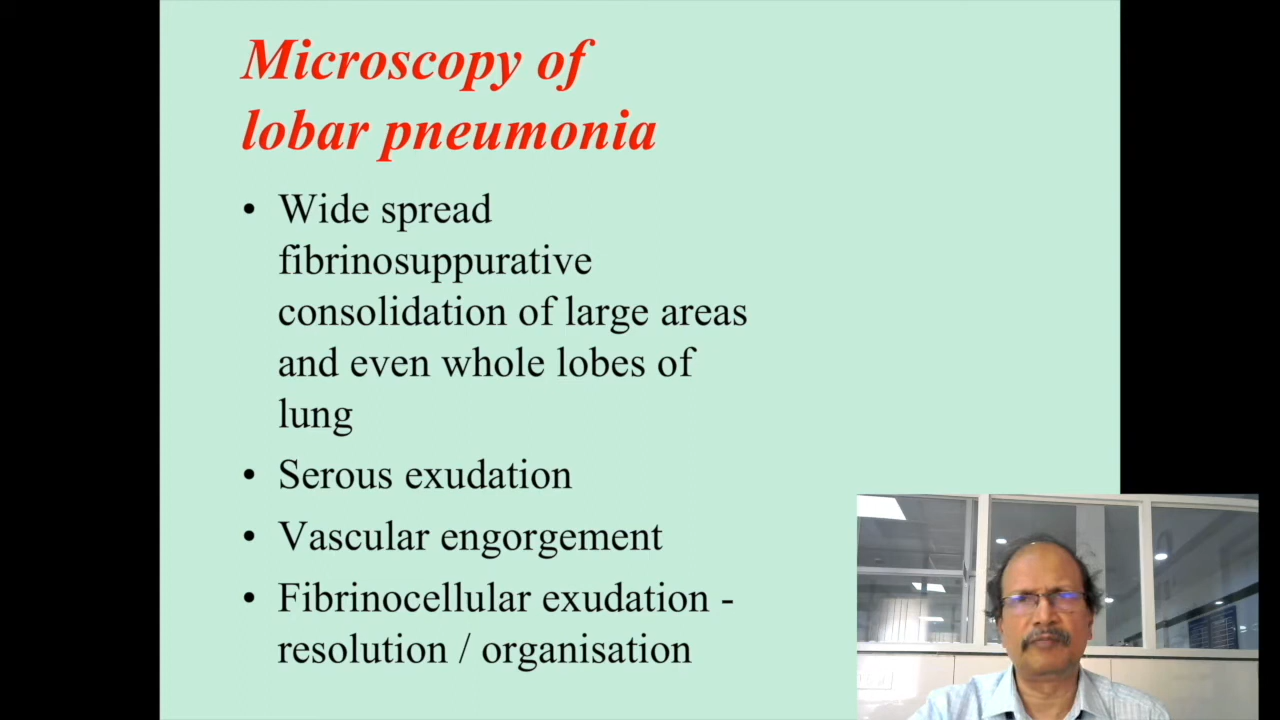 Microscopy of
lobar pneumonia
• Wide spread
fibrinosuppurative
consolidation of large areas
and even whole lobes of
lung
• Serous exudation
• Vascular engorgement
• Fibrinocellular exudation -
resolution / organisation